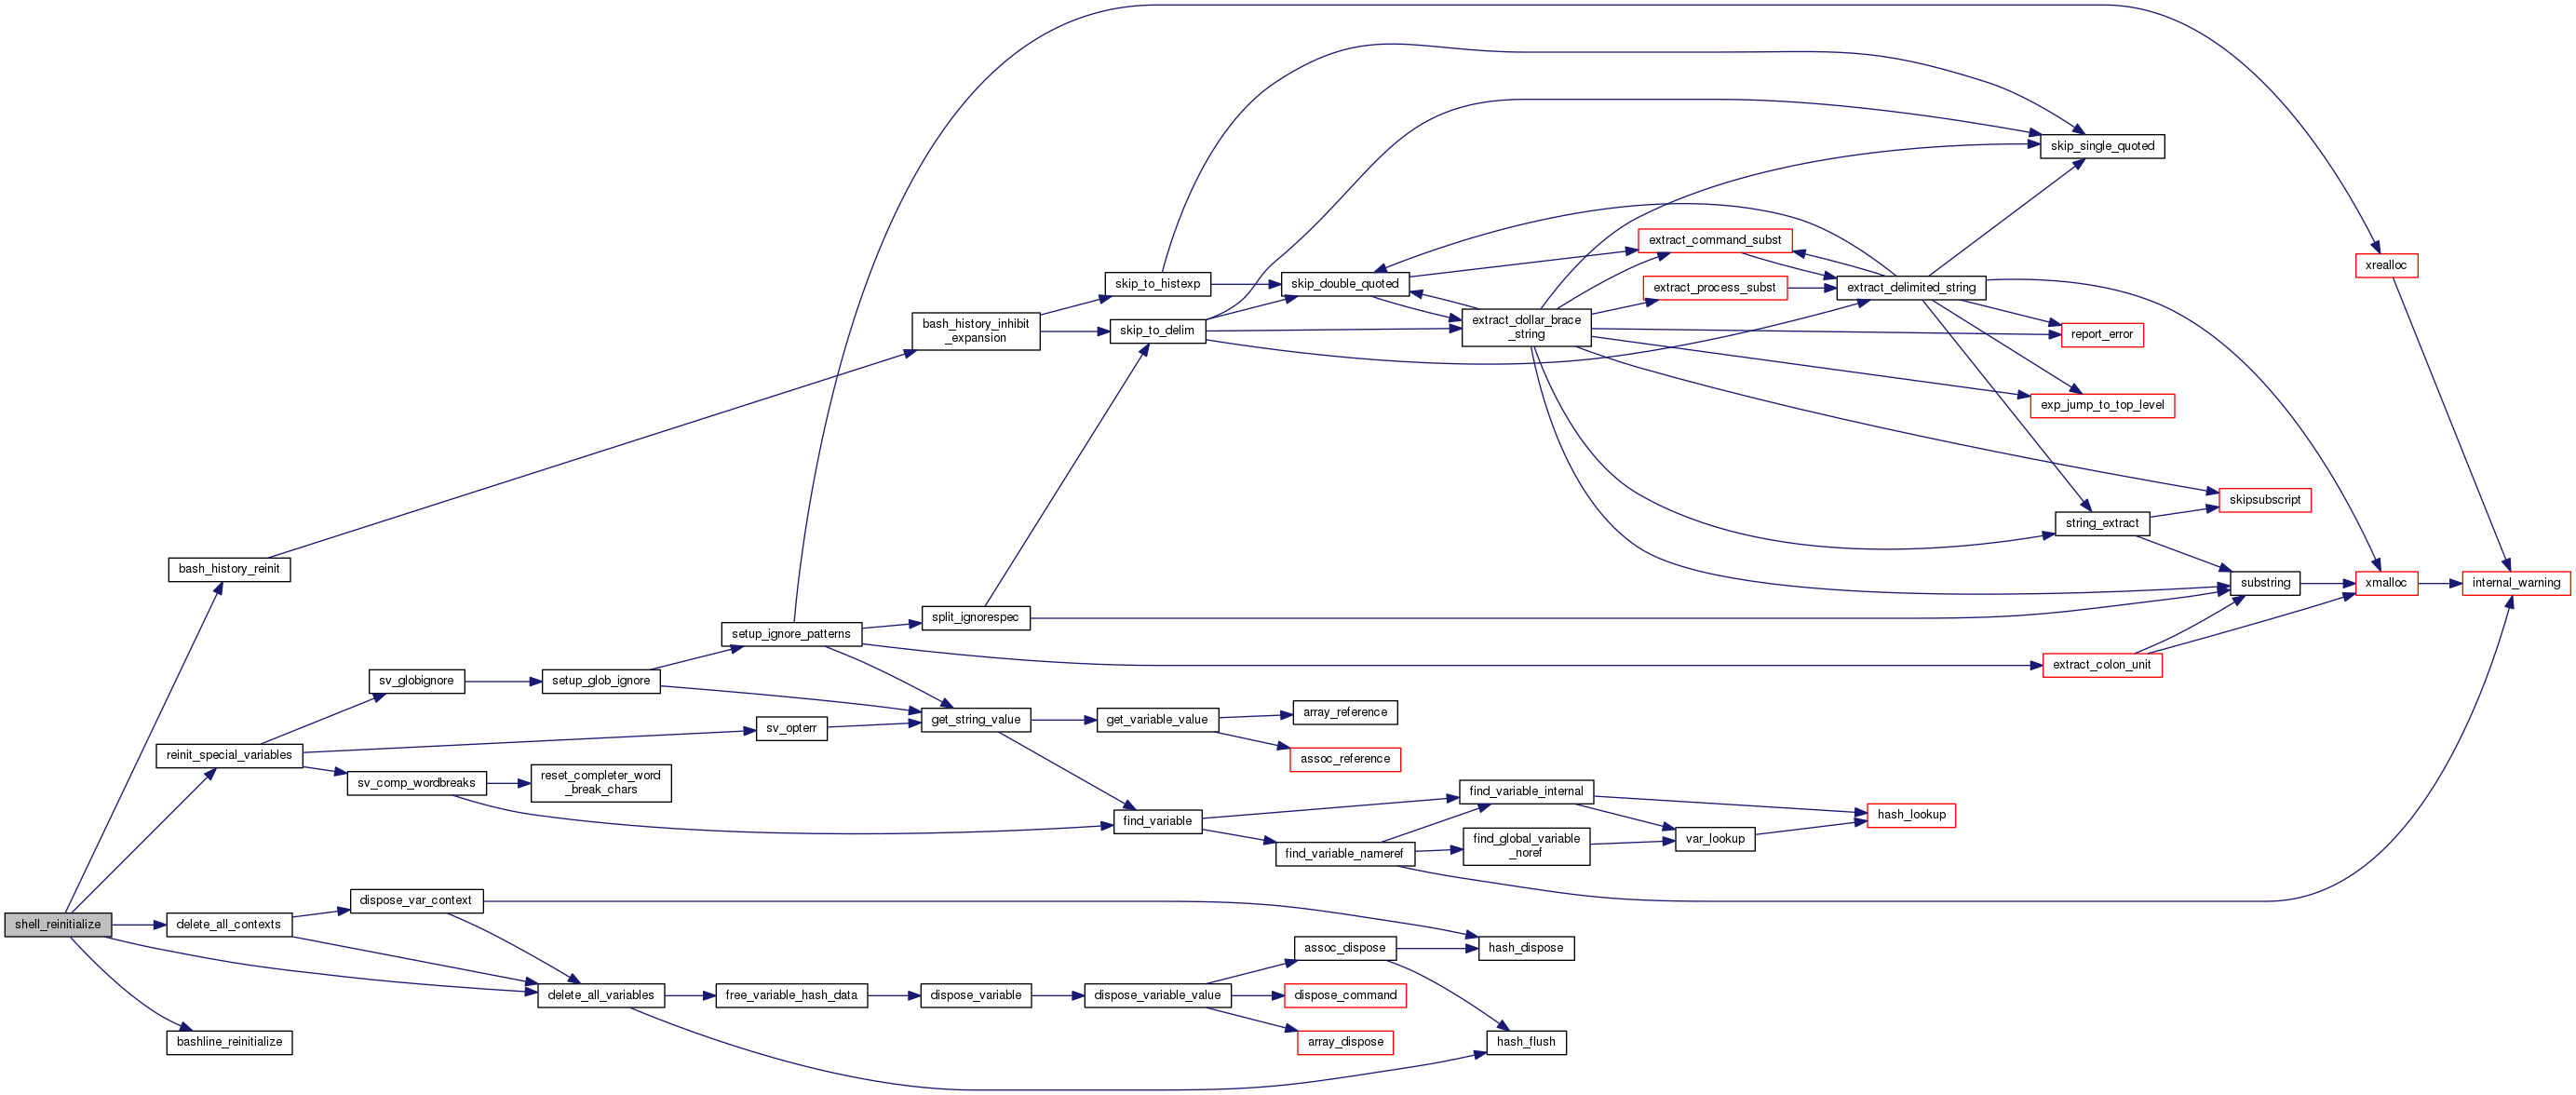 skip_single_quoted
extract_command_subst
xrealloc
skip_to_histexp
skip_double_quoted
extract_process_subst
extract_delimited_string
bash_history_inhibit
_expansion
skip_to_delim
extract_dollar_brace
_string
report_error
exp_jump_to_top_level
skipsubscript
string_extract
bash_history_reinit
substring
xmalloc
internal_warning
split_ignorespec
setup_ignore_patterns
extract_colon_unit
sv_globignore
setup_glob_ignore
get_string_value
get_variable_value
array_reference
sv_opterr
reinit_special_variables
assoc_reference
sv_comp_wordbreaks
reset_completer_word
_break_chars
find_variable_internal
find_variable
hash_lookup
find_variable_nameref
find_global_variable
_noref
var_lookup
dispose_var_context
shell_reinitialize
delete_all_contexts
assoc_dispose
hash_dispose
delete_all_variables
free_variable_hash_data
dispose_variable
dispose_variable_value
dispose_command
bashline_reinitialize
array_dispose
hash_flush